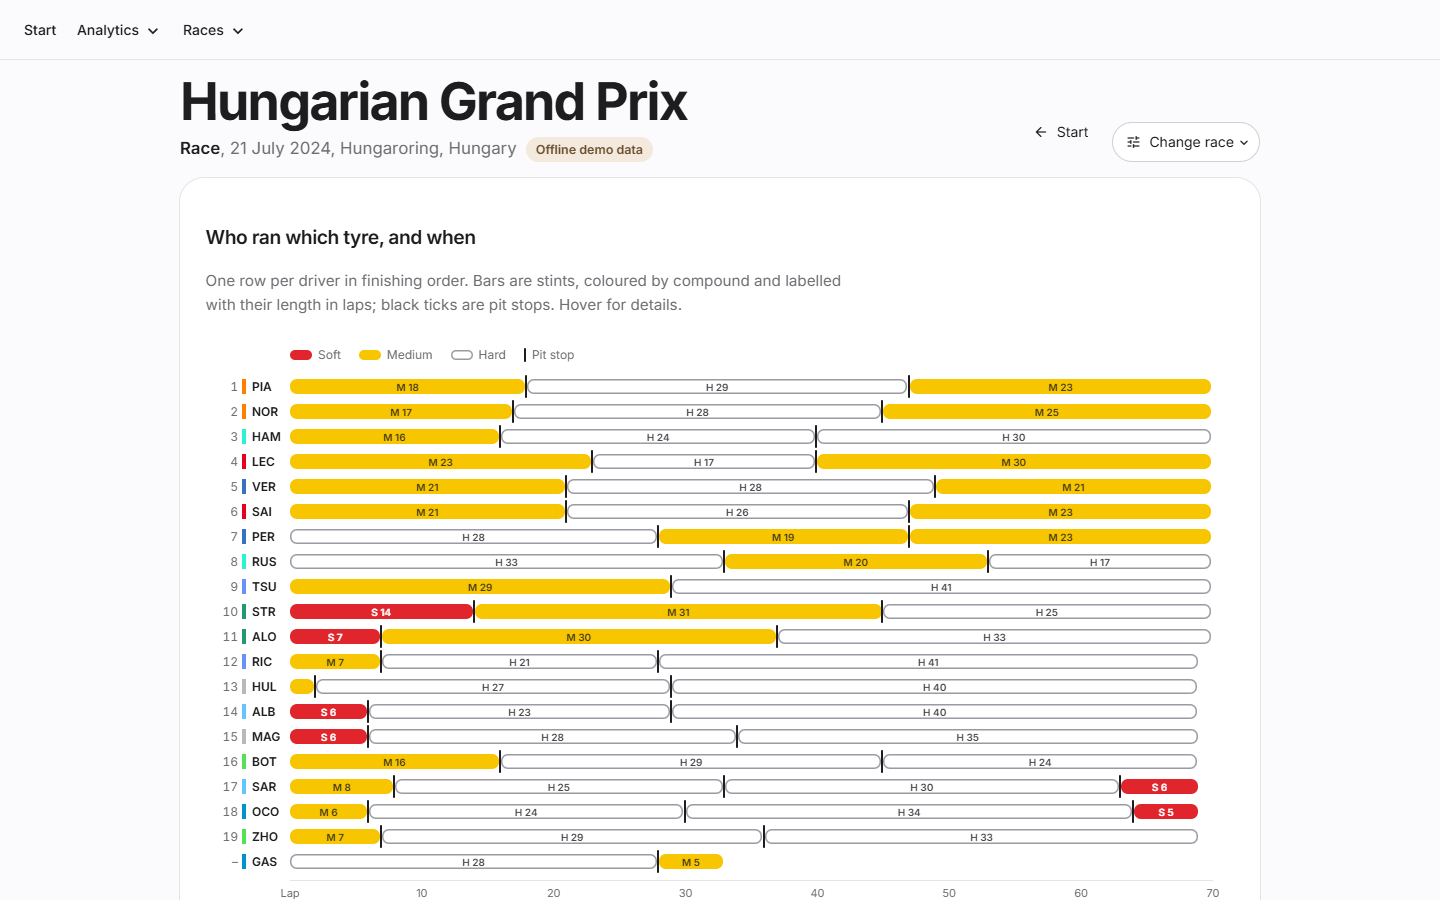 Start Analytics Races
Hungarian Grand Prix
Race, 21 July 2024, Hungaroring, Hungary Offline demo data
Start Change race
Who ran which tyre, and when
One row per driver in finishing order. Bars are stints, coloured by compound and labelled
with their length in laps; black ticks are pit stops. Hover for details.
Soft Medium Hard Pit stop
1 PIA M 18 H 29 M 23
2 NOR M 17 H 28 M 25
3 HAM M 16 H 24 H 30
4 LEC M 23 H 17 M 30
5 VER M 21 H 28 M 21
6 SAI M 21 H 26 M 23
7 PER H 28 M 19 M 23
8 RUS H 33 M 20 H 17
9 TSU M 29 H 41
10 STR S 14 M 31 H 25
11 ALO S 7 M 30 H 33
12 RIC M 7 H 21 H 41
13 HUL H 27 H 40
14 ALB S 6 H 23 H 40
15 MAG S 6 H 28 H 35
16 BOT M 16 H 29 H 24
17 SAR M 8 H 25 H 30 S 6
18 OCO M 6 H 24 H 34 S 5
19 ZHO M 7 H 29 H 33
– GAS H 28 M 5
Lap 10 20 30 40 50 60 70